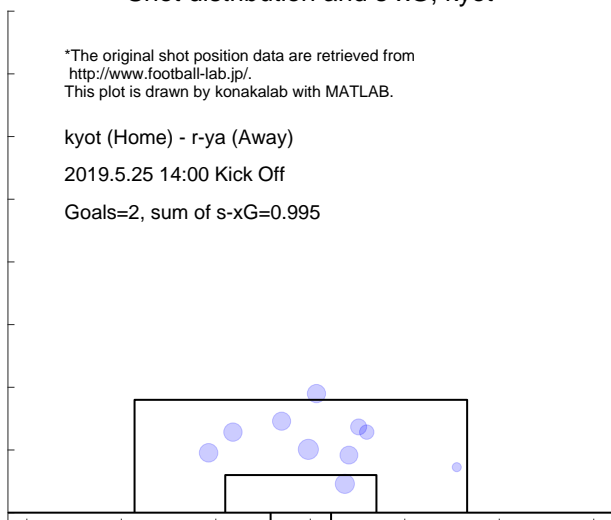 *The original shot position data are retrieved from
http://www.football-lab.jp/.
This plot is drawn by konakalab with MATLAB.
kyot (Home) - r-ya (Away)
2019.5.25 14:00 Kick Off
Goals=2, sum of s-xG=0.995